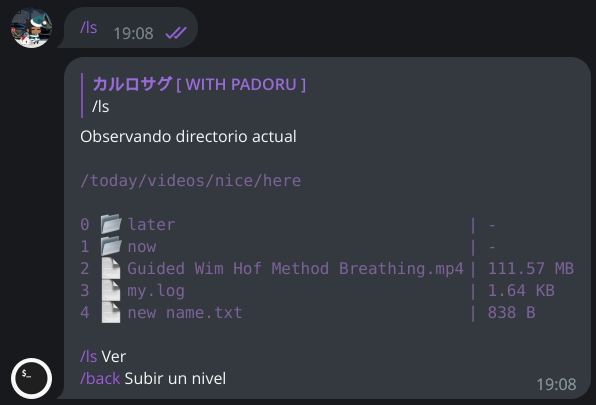 /ls 19:08
カルロサグ [ WITH PADORU ]
/ls
Observando directorio actual
/today/videos/nice/here
0 later | -
1 now | -
2 Guided Wim Hof Method Breathing.mp4 | 111.57 MB
3 my.log | 1.64 KB
4 new name.txt | 838 B
/ls Ver
/back Subir un nivel
$_ 19:08